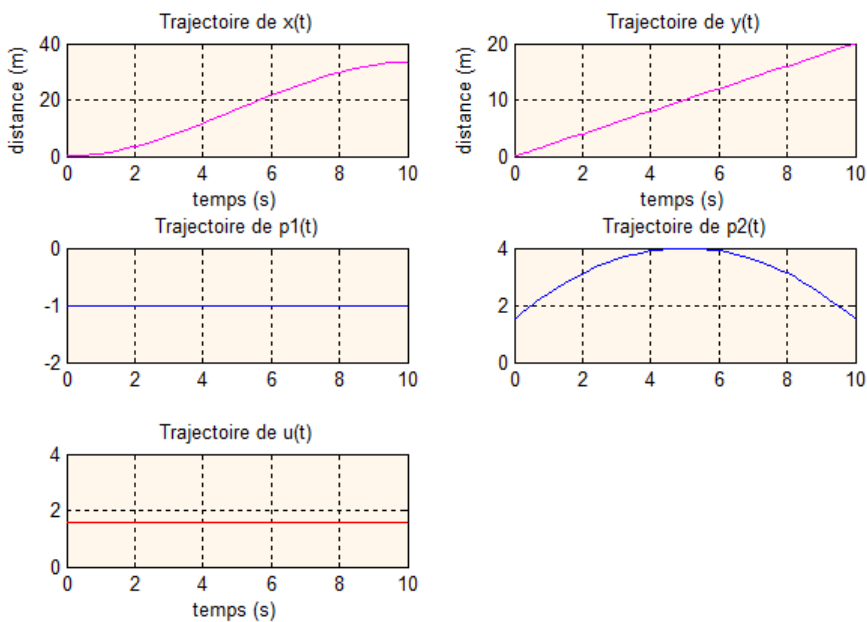 Trajectoire de x(t)
distance (m)
40
20
0
0 2 4 6 8 10
temps (s)
Trajectoire de y(t)
distance (m)
20
10
0
0 2 4 6 8 10
temps (s)
Trajectoire de p1(t)
0
-1
-2
0 2 4 6 8 10
Trajectoire de p2(t)
4
2
0
0 2 4 6 8 10
Trajectoire de u(t)
4
2
0
0 2 4 6 8 10
temps (s)